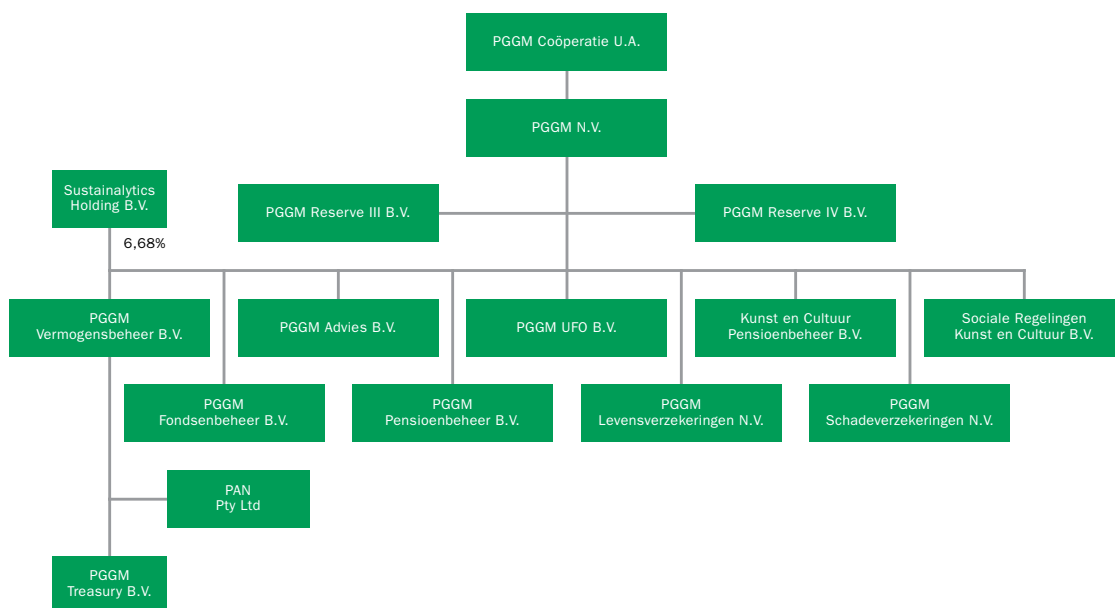 PGGM Coöperatie U.A.
PGGM N.V.
Sustainalytics
Holding B.V.
6,68%
PGGM Reserve III B.V.
PGGM Reserve IV B.V.
PGGM
Vermogensbeheer B.V.
PGGM Advies B.V.
PGGM UFO B.V.
Kunst en Cultuur
Pensioenbeheer B.V.
Sociale Regelingen
Kunst en Cultuur B.V.
PGGM
Fondsenbeheer B.V.
PGGM
Pensioenbeheer B.V.
PGGM
Levensverzekeringen N.V.
PGGM
Schadeverzekeringen N.V.
PAN
Pty Ltd
PGGM
Treasury B.V.